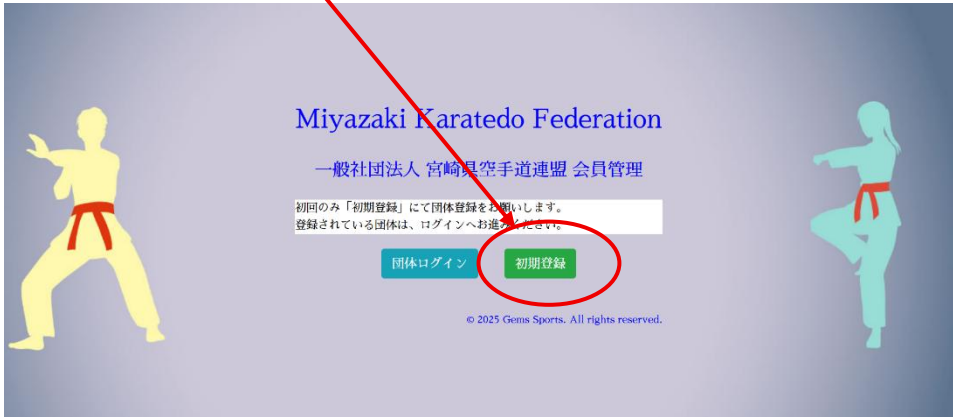 Miyazaki Karatedo Federation
一般社団法人 宮崎県空手道連盟 会員管理
初回のみ「初期登録」にて団体登録をお願いします。
登録されている団体は、ログインへお進みください。
団体ログイン
初期登録
© 2025 Gems Sports. All rights reserved.